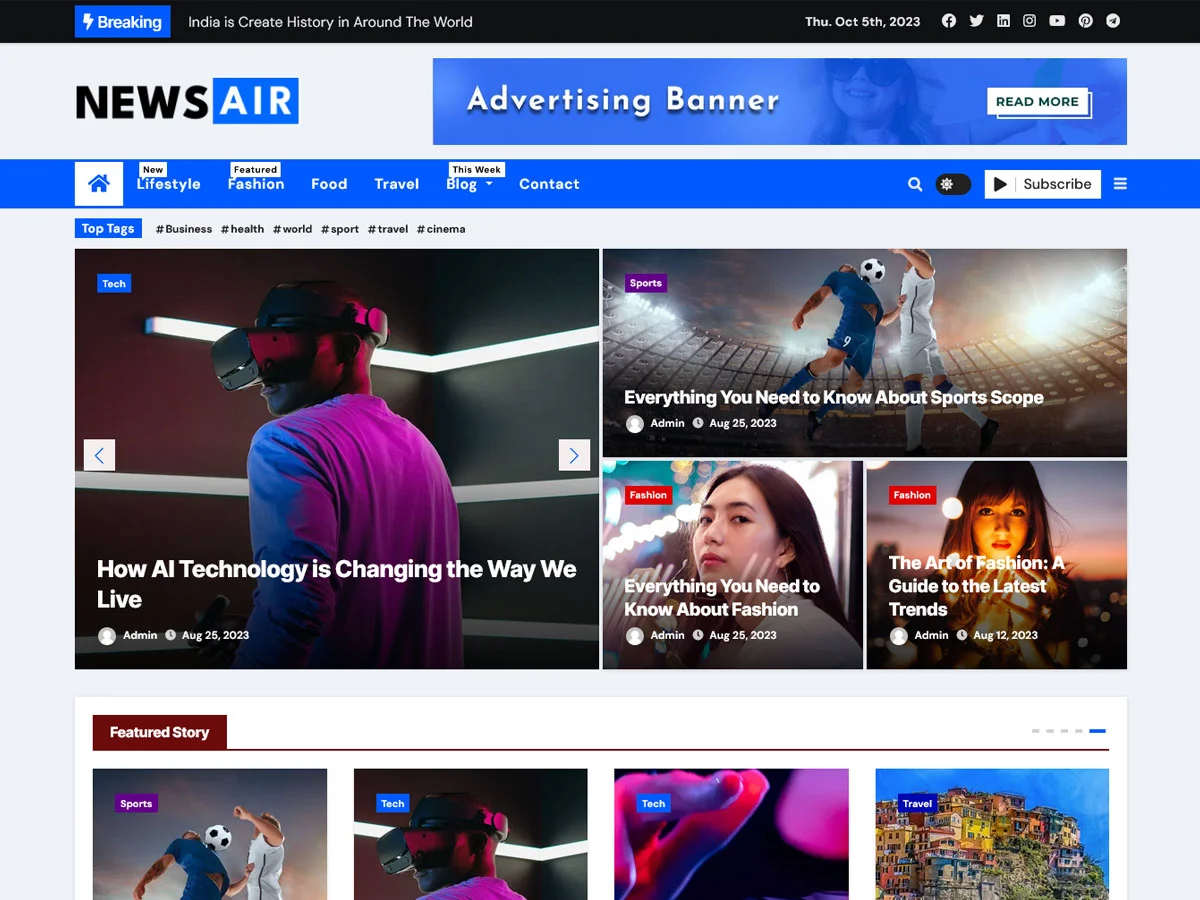 Breaking India is Create History in Around The World Thu. Oct 5th, 2023
NEWS AIR
Advertising Banner READ MORE
New Featured This Week
Lifestyle Fashion Food Travel Blog Contact Subscribe
Top Tags #Business #health #world #sport #travel #cinema
Tech
How AI Technology is Changing the Way We
Live
Admin Aug 25, 2023
Sports
9
Everything You Need to Know About Sports Scope
Admin Aug 25, 2023
Fashion
Everything You Need to
Know About Fashion
Admin Aug 25, 2023
Fashion
The Art of Fashion: A
Guide to the Latest
Trends
Admin Aug 12, 2023
Featured Story
Sports Tech Tech Travel